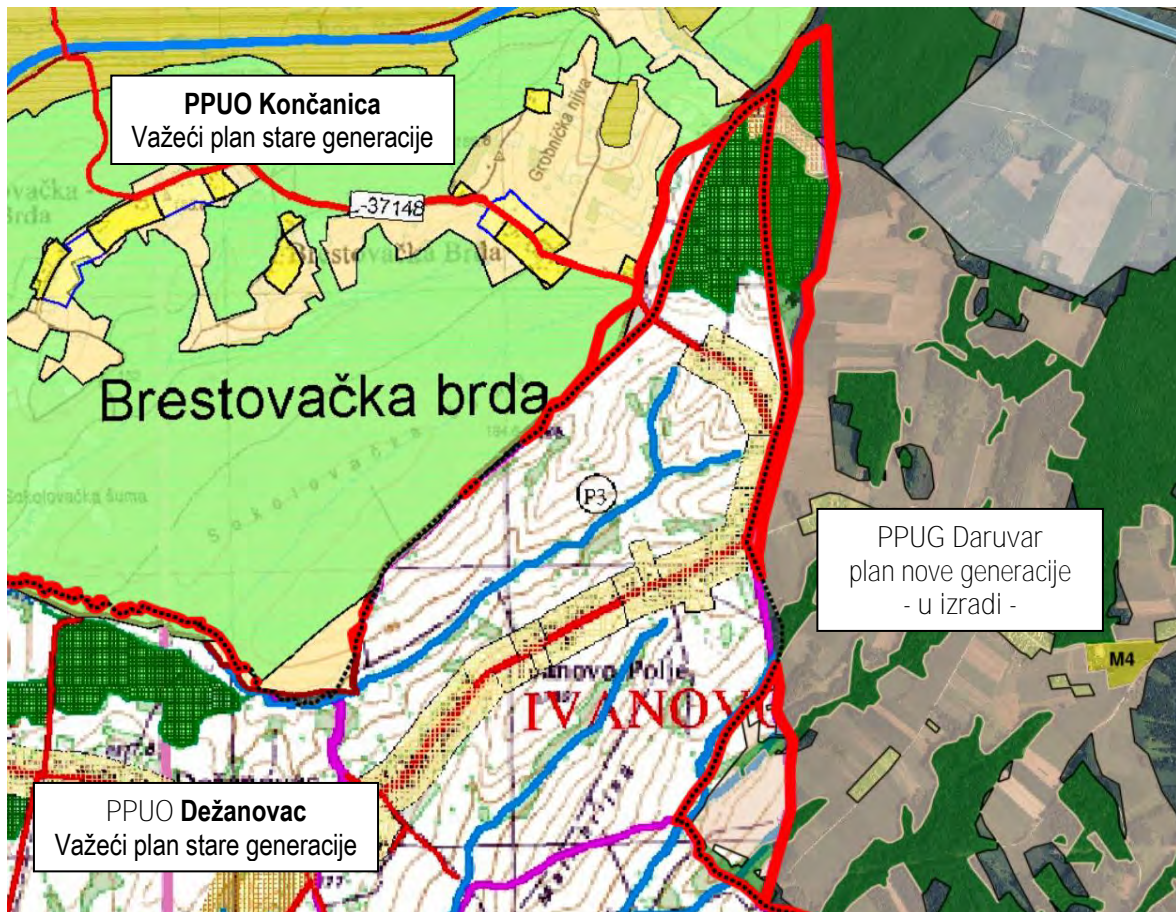 PPUO Končanica
Važeći plan stare generacije
Grobnička njiva
-37148
Brestovačka Brda
Brestovačka brda
Sokolovačka
Sokolovačka šuma
P3
PPUG Daruvar
plan nove generacije
- u izradi -
M4
IVANOVO
PPUO Dežanovac
Važeći plan stare generacije